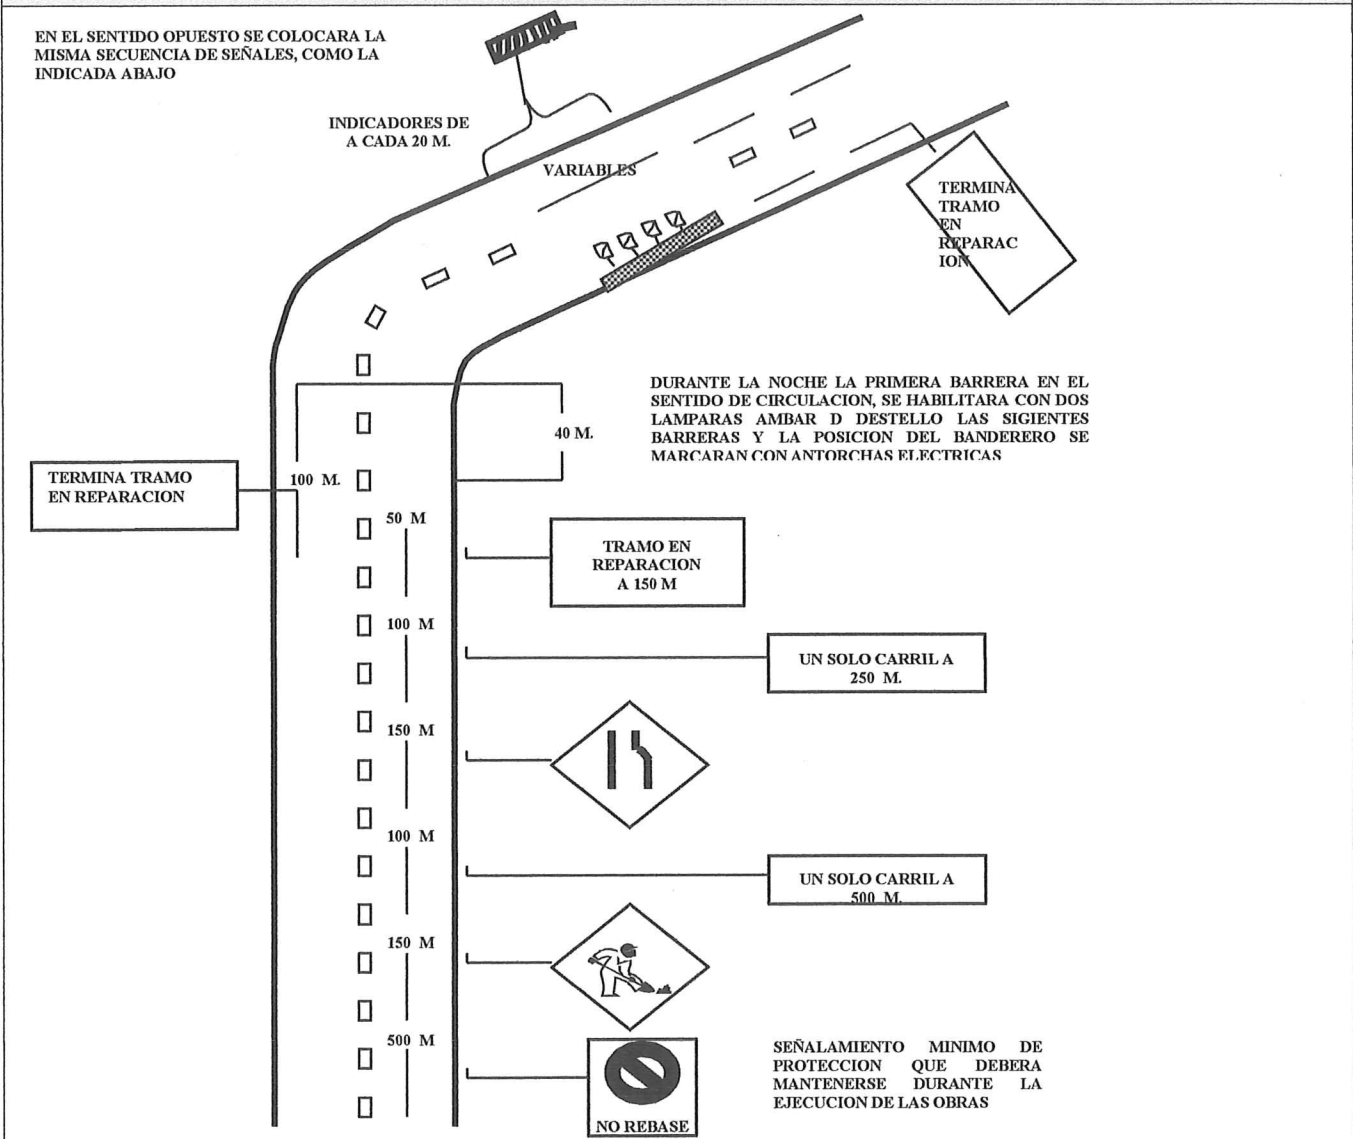 EN EL SENTIDO OPUESTO SE COLOCARA LA
MISMA SECUENCIA DE SEÑALES, COMO LA
INDICADA ABAJO
INDICADORES DE
A CADA 20 M.
VARIABLES
TERMINA
TRAMO
EN
REPARAC
ION
DURANTE LA NOCHE LA PRIMERA BARRERA EN EL
SENTIDO DE CIRCULACION, SE HABILITARA CON DOS
LAMPARAS AMBAR D DESTELLO LAS SIGIENTES
BARRERAS Y LA POSICION DEL BANDERERO SE
MARCARAN CON ANTORCHAS ELECTRICAS
40 M.
TERMINA TRAMO
EN REPARACION
100 M.
50 M
TRAMO EN
REPARACION
A 150 M
100 M
UN SOLO CARRIL A
250 M.
150 M
100 M
UN SOLO CARRIL A
500 M.
150 M
500 M
NO REBASE
SEÑALAMIENTO MINIMO DE
PROTECCION QUE DEBERA
MANTENERSE DURANTE LA
EJECUCION DE LAS OBRAS